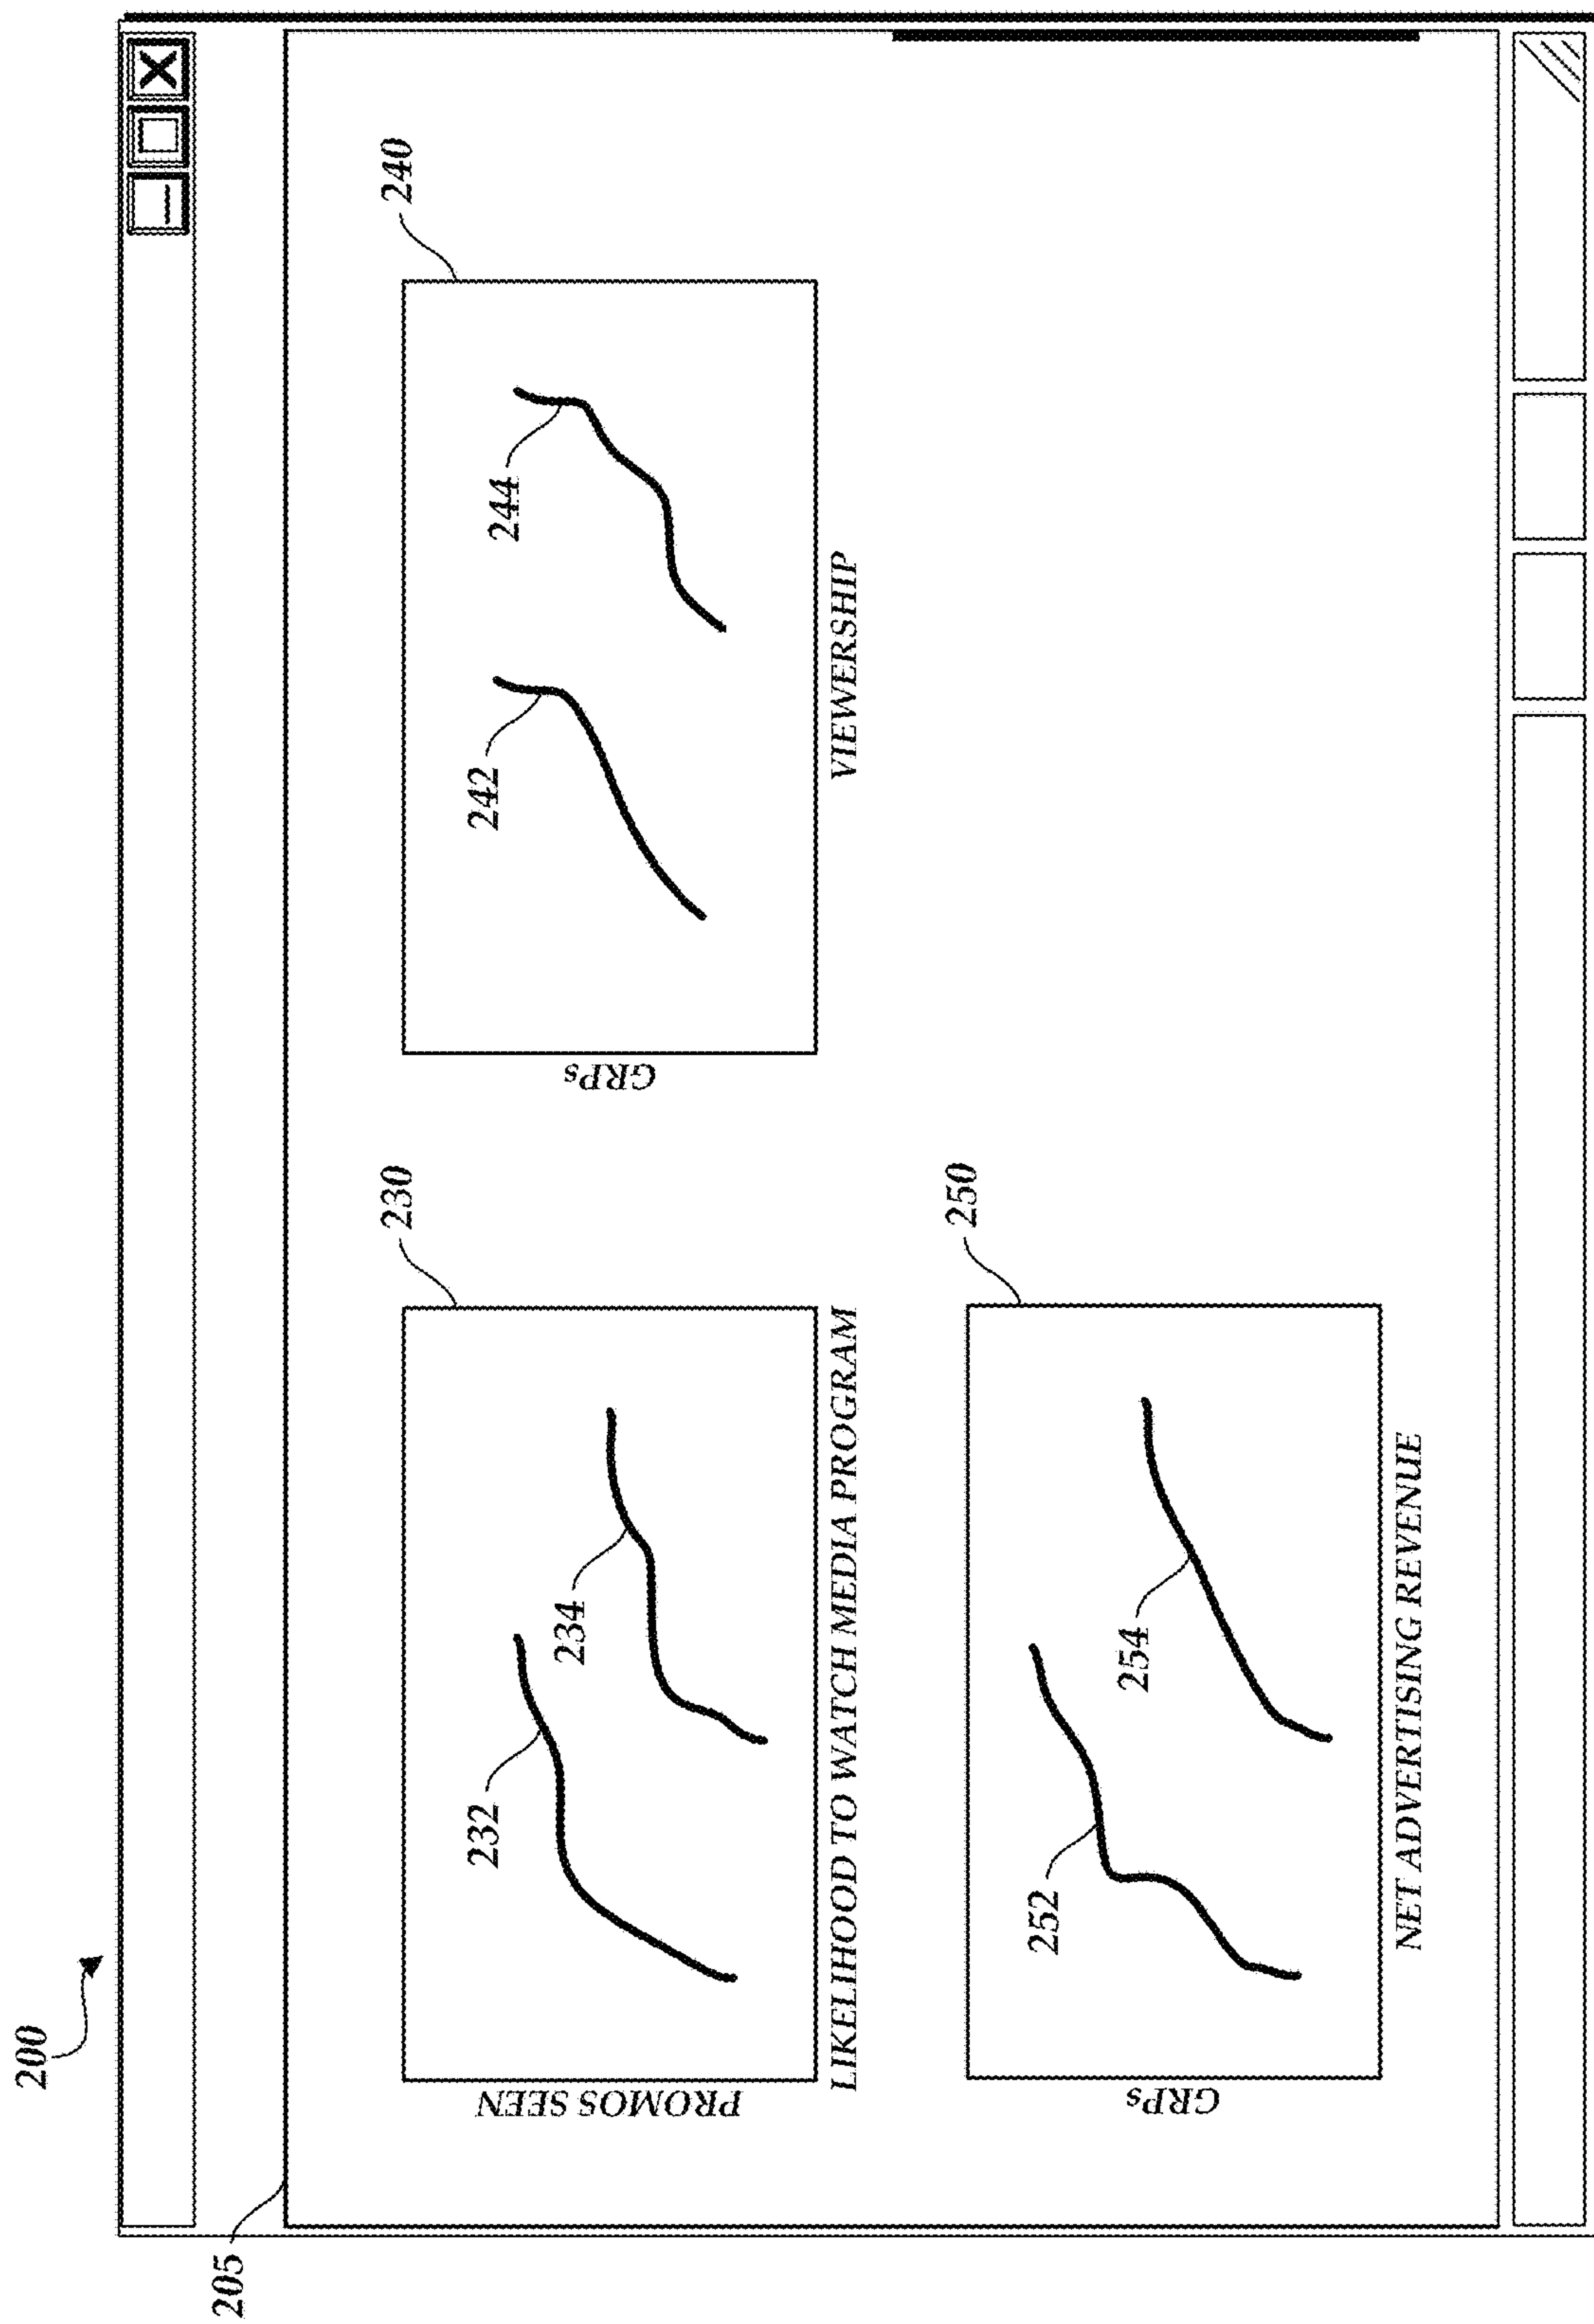 200
205
230
PROMOS SEEN
232
234
LIKELIHOOD TO WATCH MEDIA PROGRAM
240
GRPs
242
244
VIEWERSHIP
250
GRPs
252
254
NET ADVERTISING REVENUE